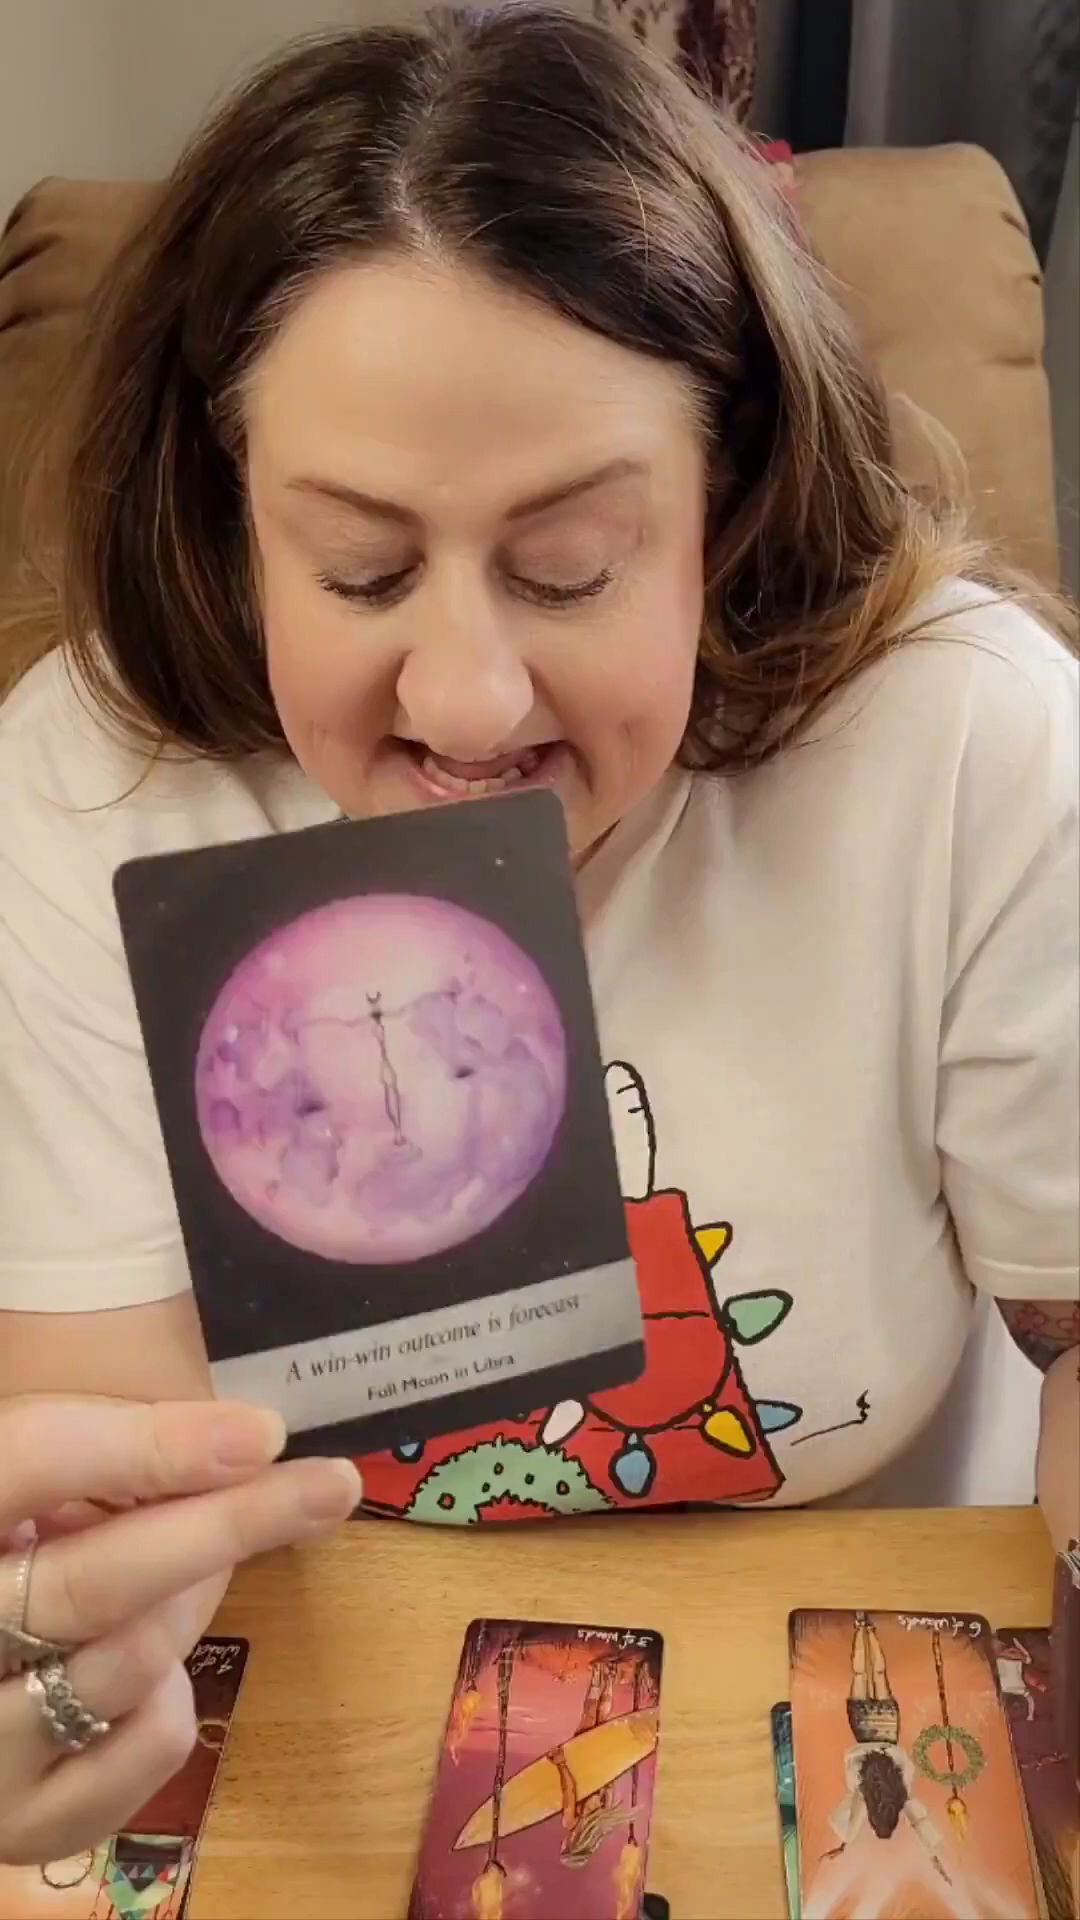 A win-win outcome is forecast
Full Moon in Libra
3 of wands
6 of wands